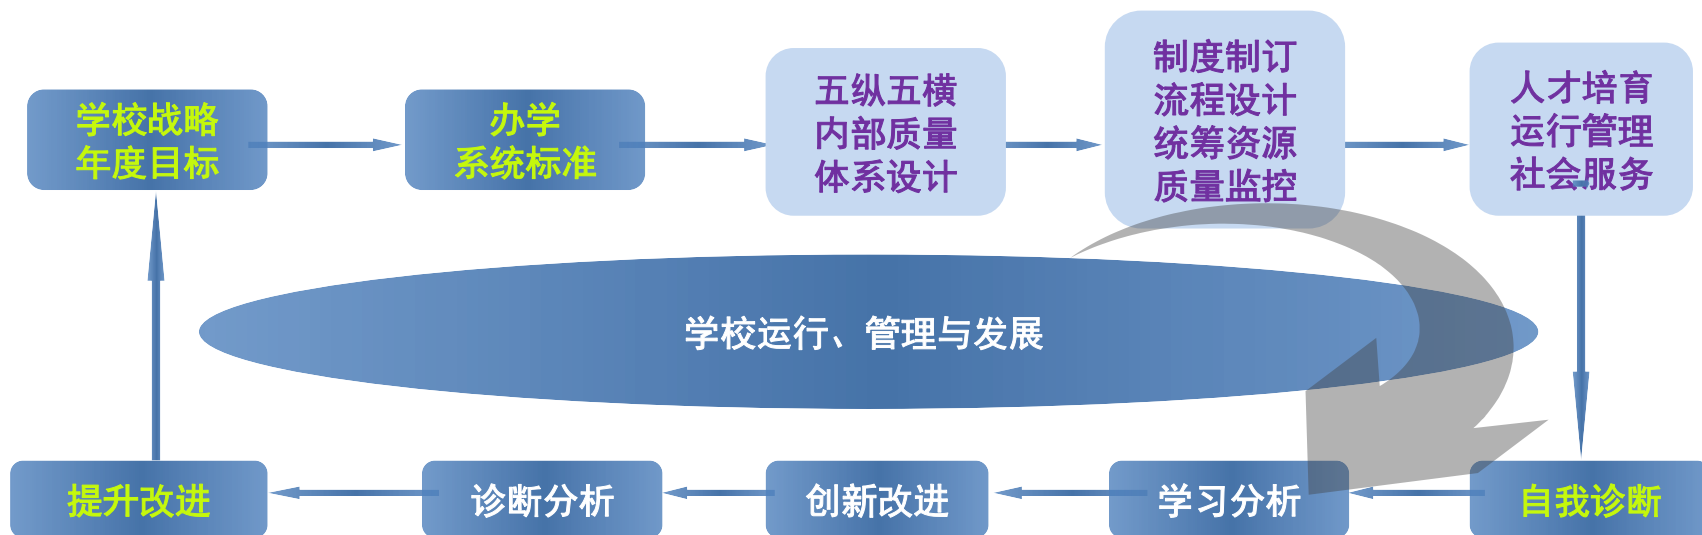 学校战略
年度目标
办学
系统标准
五纵五横
内部质量
体系设计
制度制订
流程设计
统筹资源
质量监控
人才培育
运行管理
社会服务
学校运行、管理与发展
提升改进
诊断分析
创新改进
学习分析
自我诊断